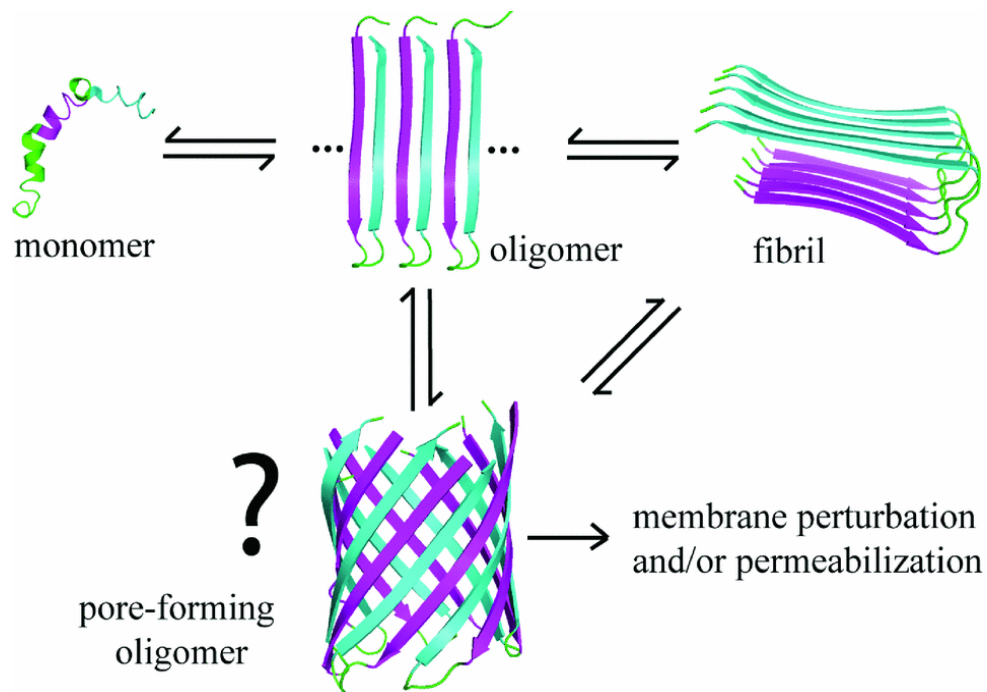 ... ...
monomer
oligomer
fibril
?
pore-forming
oligomer
membrane perturbation
and/or permeabilization